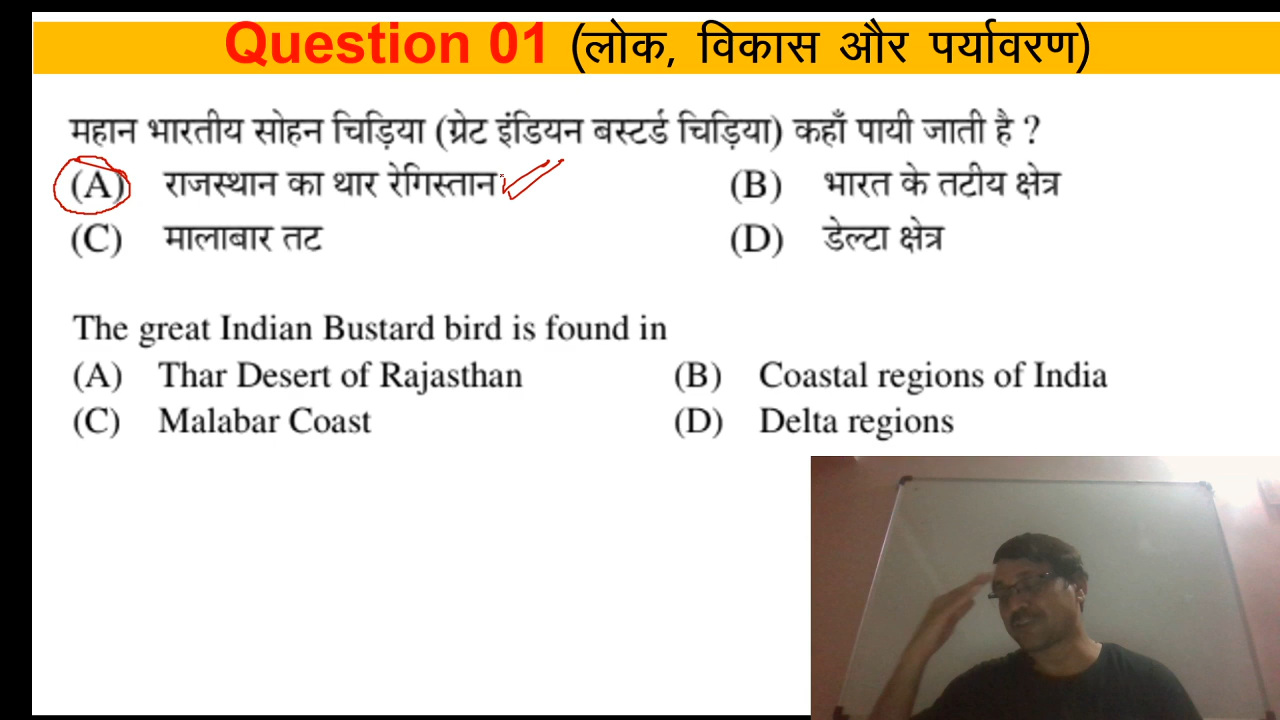 Question 01 (लोक, विकास और पर्यावरण)
महान भारतीय सोहन चिड़िया (ग्रेट इंडियन बस्टर्ड चिड़िया) कहाँ पायी जाती है ?
(A) राजस्थान का थार रेगिस्तान (B) भारत के तटीय क्षेत्र
(C) मालाबार तट (D) डेल्टा क्षेत्र
The great Indian Bustard bird is found in
(A) Thar Desert of Rajasthan (B) Coastal regions of India
(C) Malabar Coast (D) Delta regions